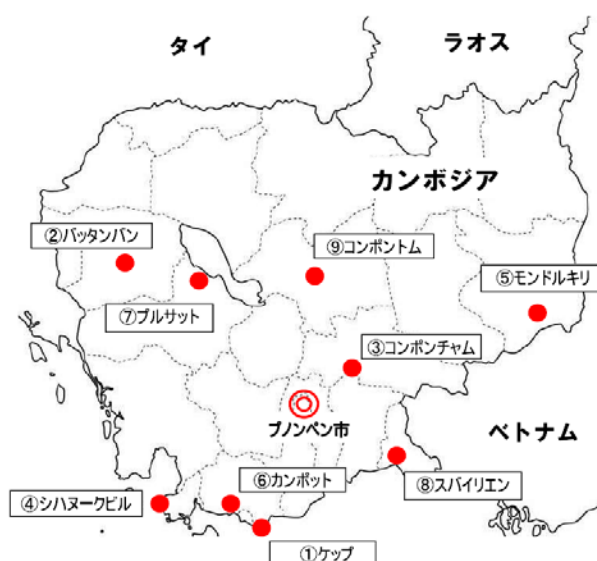 タイ
ラオス
カンボジア
②バッタンバン
⑨コンポントム
⑤モンドルキリ
⑦プルサット
③コンポンチャム
プノンペン市
ベトナム
⑥カンポット
⑧スバイリエン
④シハヌークビル
①ケップ